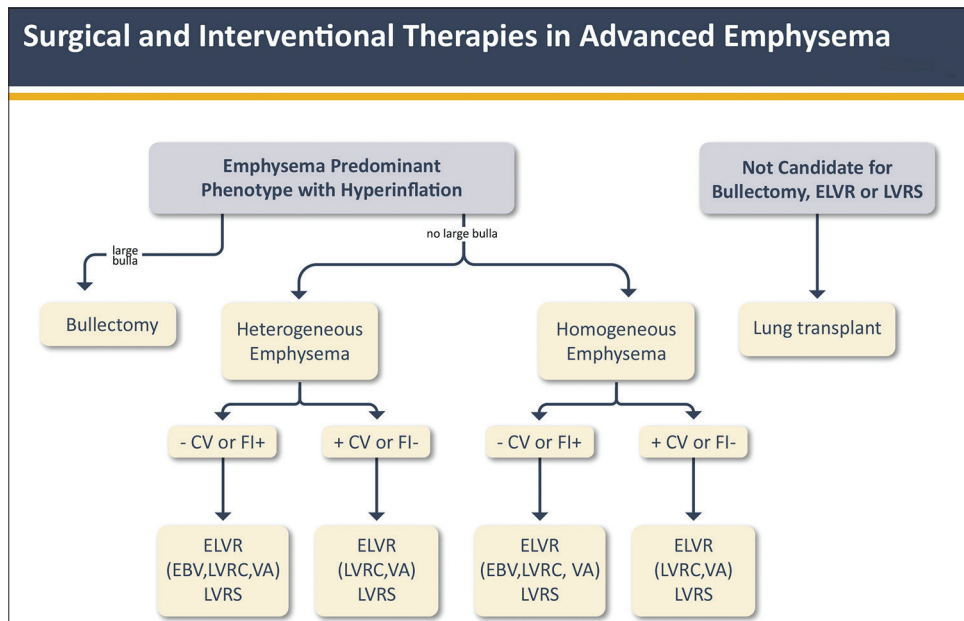 Surgical and Interventional Therapies in Advanced Emphysema
Emphysema Predominant
Phenotype with Hyperinflation
Not Candidate for
Bullectomy, ELVR or LVRS
large
bulla
no large bulla
Bullectomy
Heterogeneous
Emphysema
Homogeneous
Emphysema
Lung transplant
- CV or FI+
+ CV or FI-
- CV or FI+
+ CV or FI-
ELVR
(EBV,LVRC,VA)
LVRS
ELVR
(LVRC,VA)
LVRS
ELVR
(EBV,LVRC, VA)
LVRS
ELVR
(LVRC,VA)
LVRS